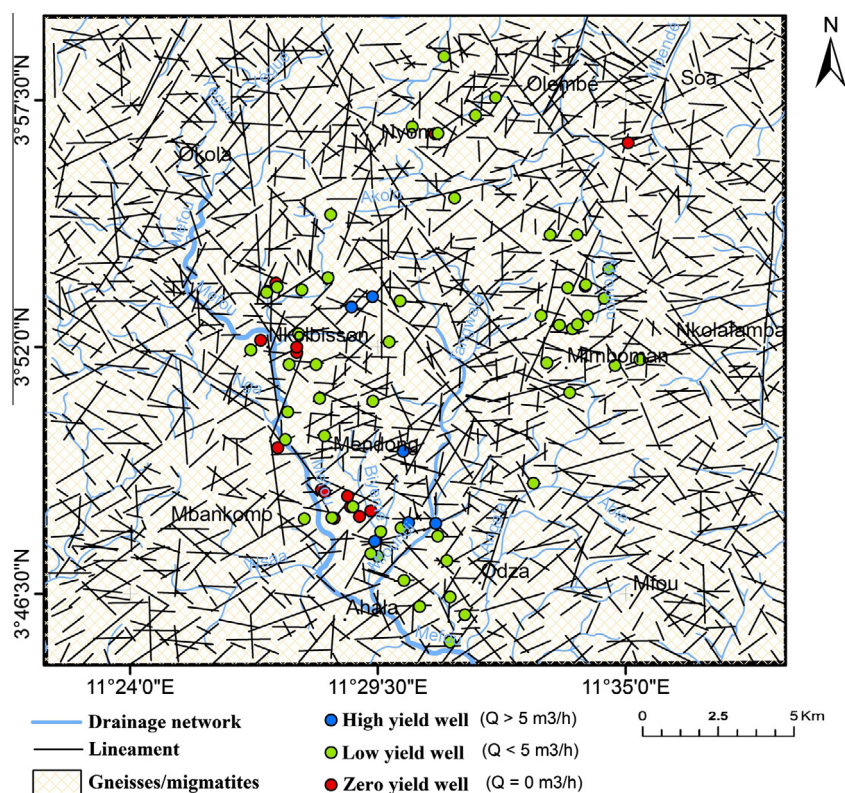 N
3°57'30"N
3°52'0"N
3°46'30"N
Olembe
Soa
Okola
Mefou
Mefou
Nkolbisson
Nkolafamba
Mimboman
Mendong
Mbankomo
Odza
Mfou
Ahala
11°24'0"E
11°29'30"E
11°35'0"E
Drainage network
High yield well (Q > 5 m3/h)
0 2.5 5 Km
Lineament
Low yield well (Q < 5 m3/h)
Gneisses/migmatites
Zero yield well (Q = 0 m3/h)